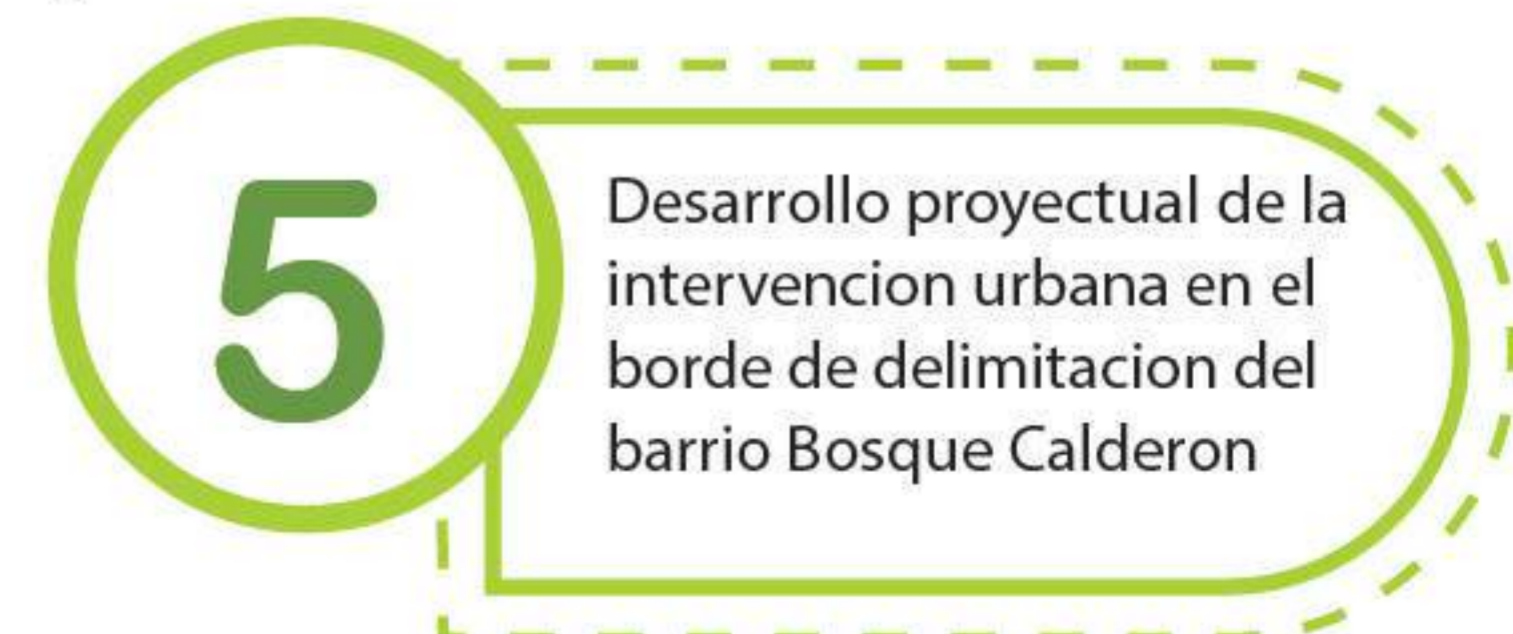 5
Desarrollo proyectual de la
intervencion urbana en el
borde de delimitacion del
barrio Bosque Calderon